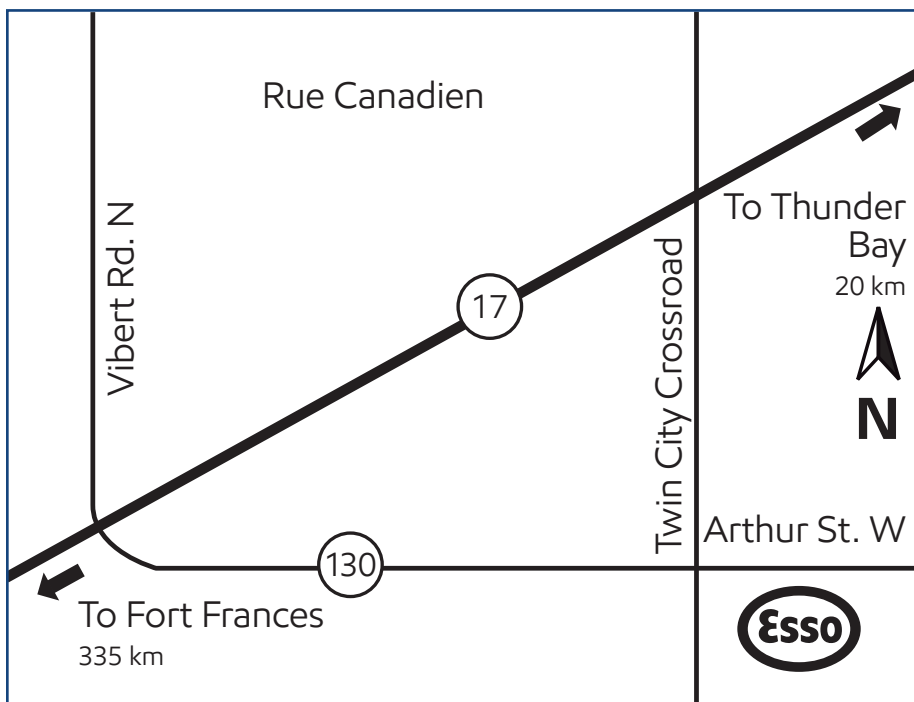 Rue Canadien
To Thunder
Bay
20 km
Vibert Rd. N
17
Twin City Crossroad
N
Arthur St. W
130
To Fort Frances
335 km
Esso